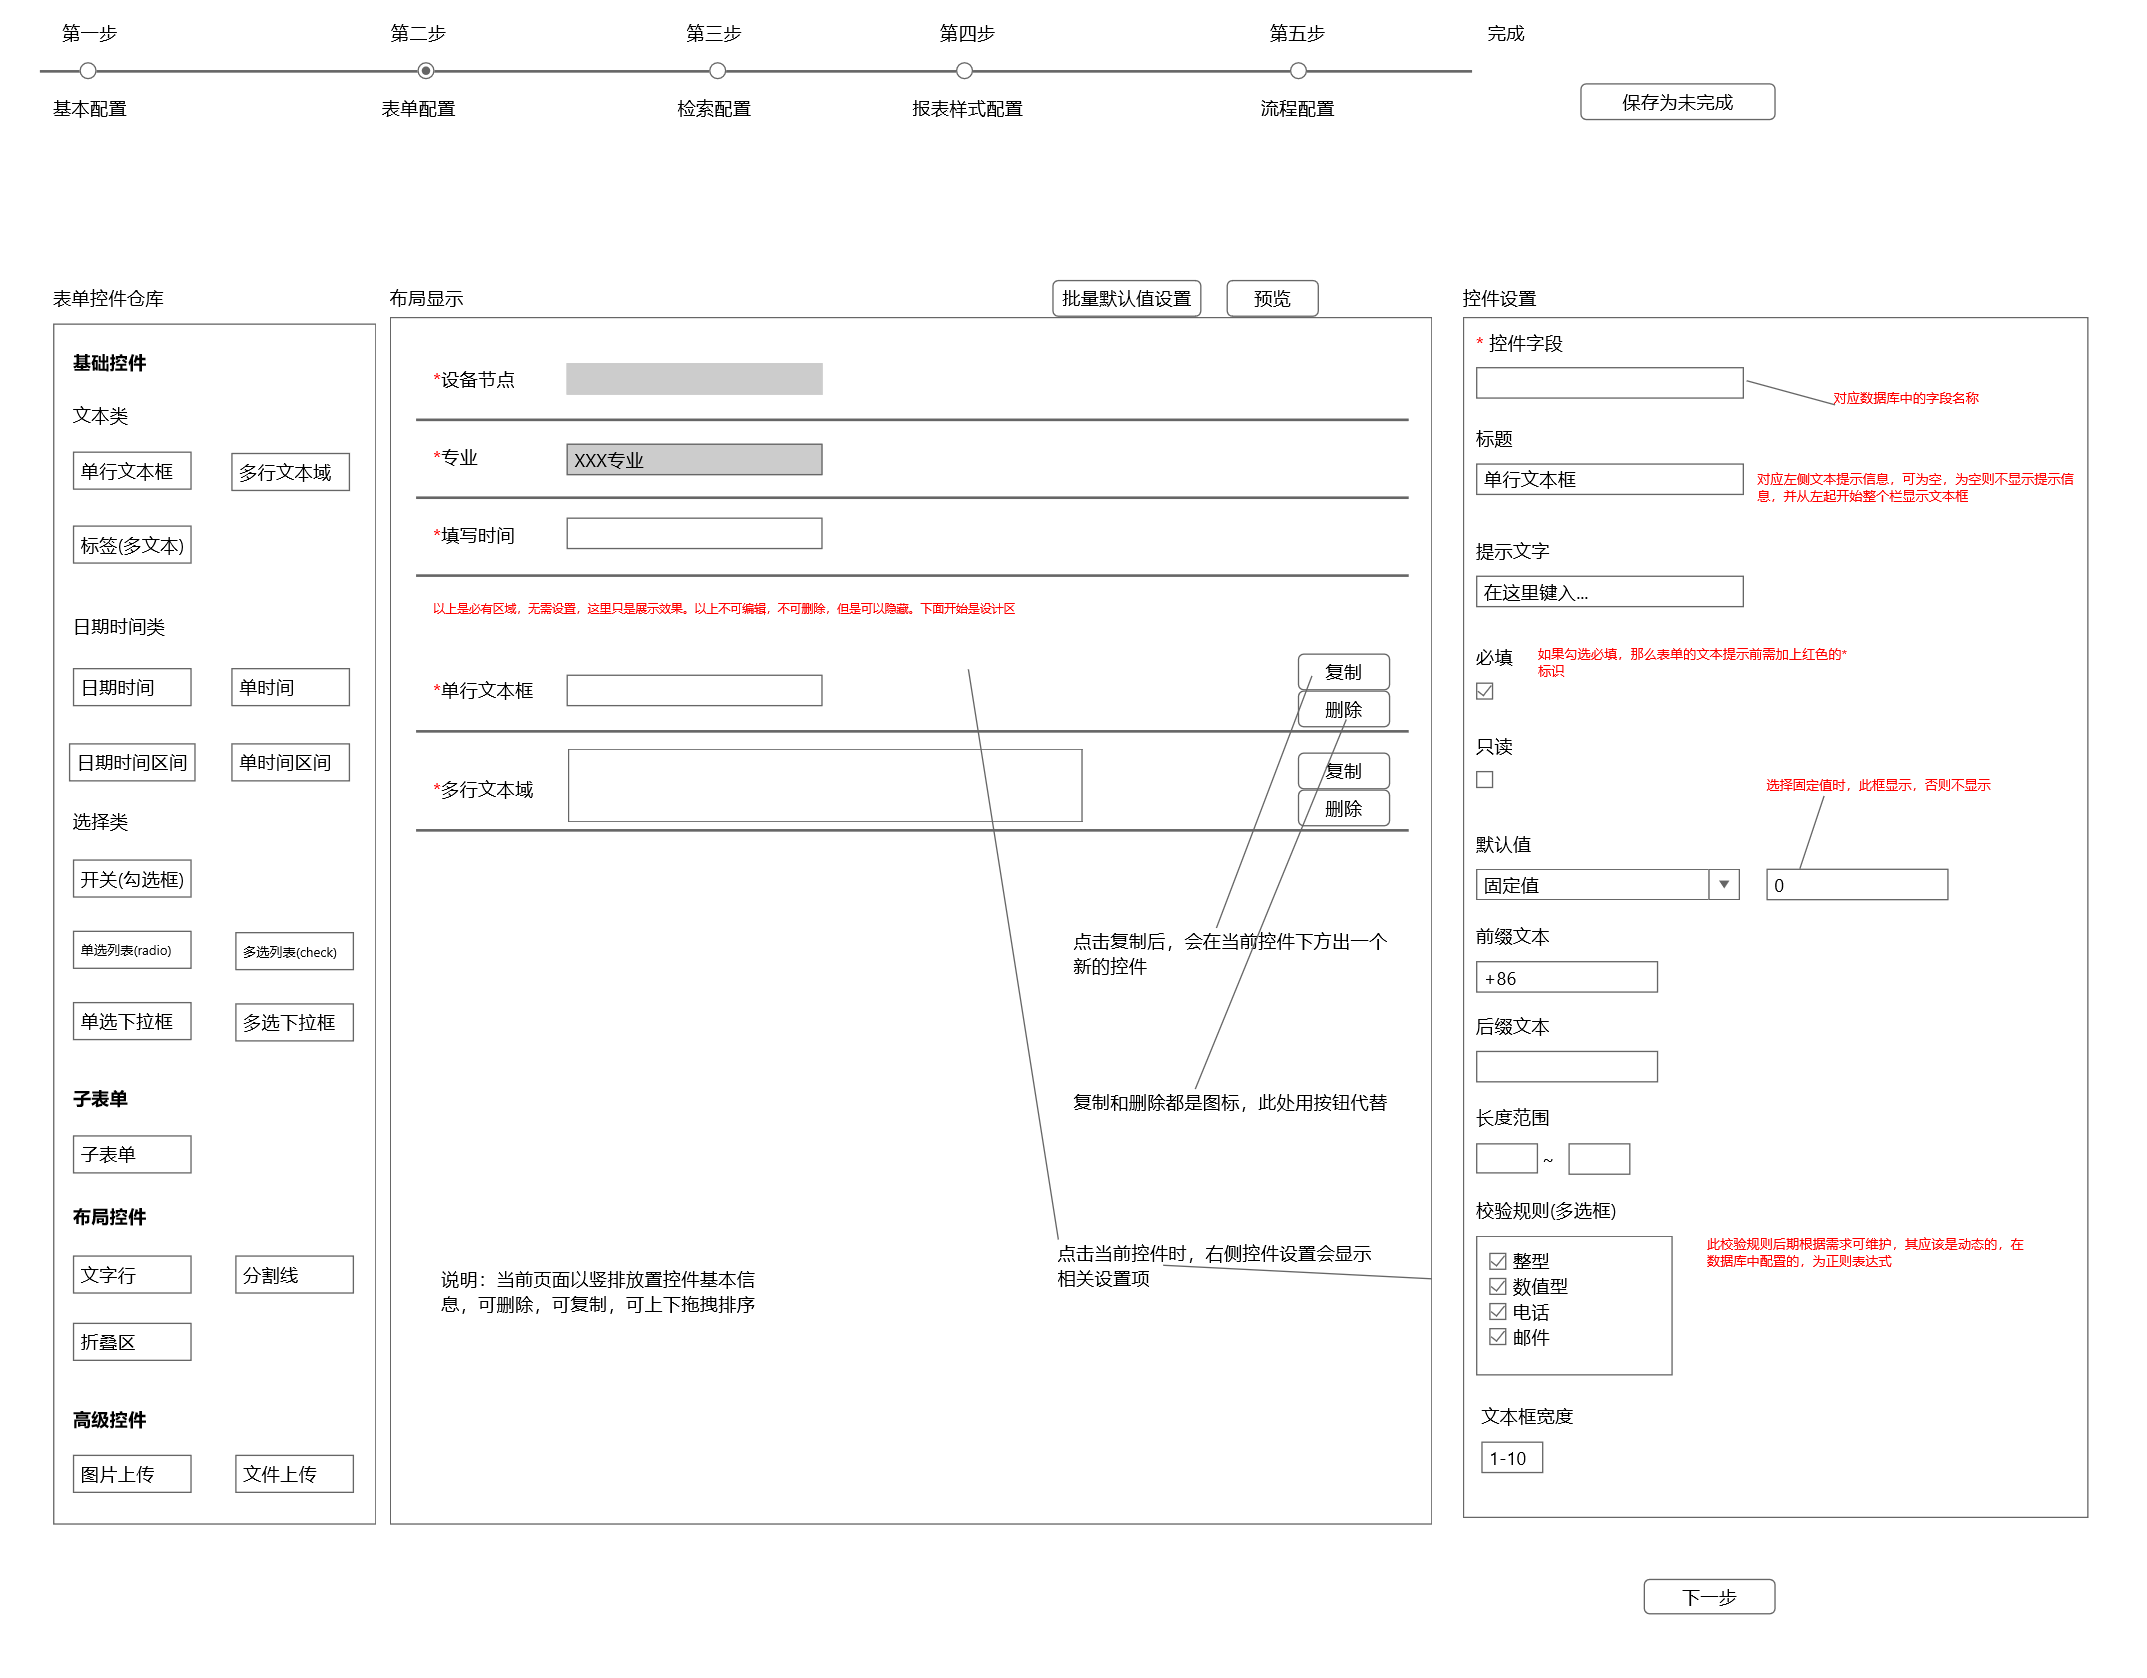 第一步
第二步
第三步
第四步
第五步
完成
基本配置
表单配置
检索配置
报表样式配置
流程配置
保存为未完成
表单控件仓库
基础控件
文本类
单行文本框
多行文本域
标签(多文本)
日期时间类
日期时间
单时间
日期时间区间
单时间区间
选择类
开关(勾选框)
单选列表(radio)
多选列表(check)
单选下拉框
多选下拉框
子表单
子表单
布局控件
文字行
分割线
折叠区
高级控件
图片上传
文件上传
布局显示
批量默认值设置
预览
*设备节点
*专业
XXX专业
*填写时间
以上是必有区域，无需设置，这里只是展示效果。以上不可编辑，不可删除，但是可以隐藏。下面开始是设计区
*单行文本框
复制
删除
*多行文本域
复制
删除
点击复制后，会在当前控件下方出一个
新的控件
复制和删除都是图标，此处用按钮代替
点击当前控件时，右侧控件设置会显示
相关设置项
说明：当前页面以竖排放置控件基本信
息，可删除，可复制，可上下拖拽排序
控件设置
* 控件字段
对应数据库中的字段名称
标题
单行文本框
对应左侧文本提示信息，可为空，为空则不显示提示信
息，并从左起开始整个栏显示文本框
提示文字
在这里键入...
必填
如果勾选必填，那么表单的文本提示前需加上红色的*
标识
只读
选择固定值时，此框显示，否则不显示
默认值
固定值
0
前缀文本
+86
后缀文本
长度范围
~
校验规则(多选框)
整型
数值型
电话
邮件
此校验规则后期根据需求可维护，其应该是动态的，在
数据库中配置的，为正则表达式
文本框宽度
1-10
下一步